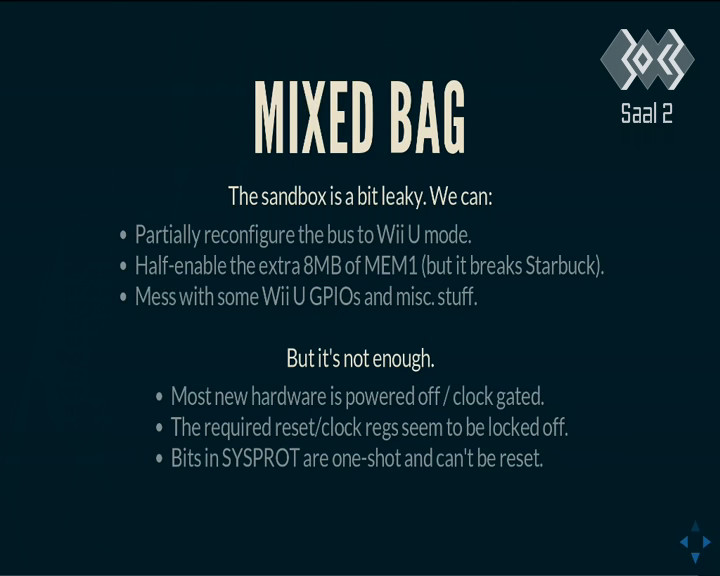 Saal 2
MIXED BAG
The sandbox is a bit leaky. We can:
• Partially reconfigure the bus to Wii U mode.
• Half-enable the extra 8MB of MEM1 (but it breaks Starbuck).
• Mess with some Wii U GPIOs and misc. stuff.
But it's not enough.
• Most new hardware is powered off / clock gated.
• The required reset/clock regs seem to be locked off.
• Bits in SYSPROT are one-shot and can't be reset.